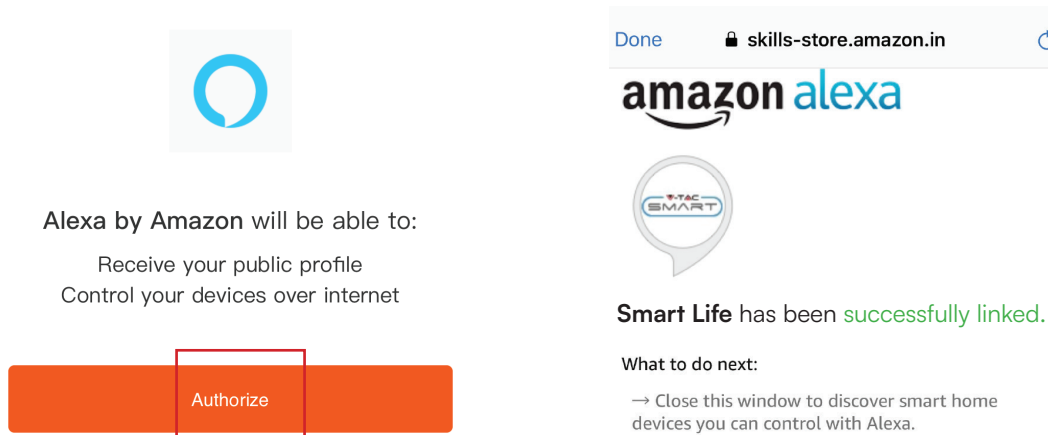 Alexa by Amazon will be able to:
Receive your public profile
Control your devices over internet
Authorize
Done
skills-store.amazon.in
amazon alexa
V-TAC
SMART
Smart Life has been successfully linked.
What to do next:
→ Close this window to discover smart home
devices you can control with Alexa.